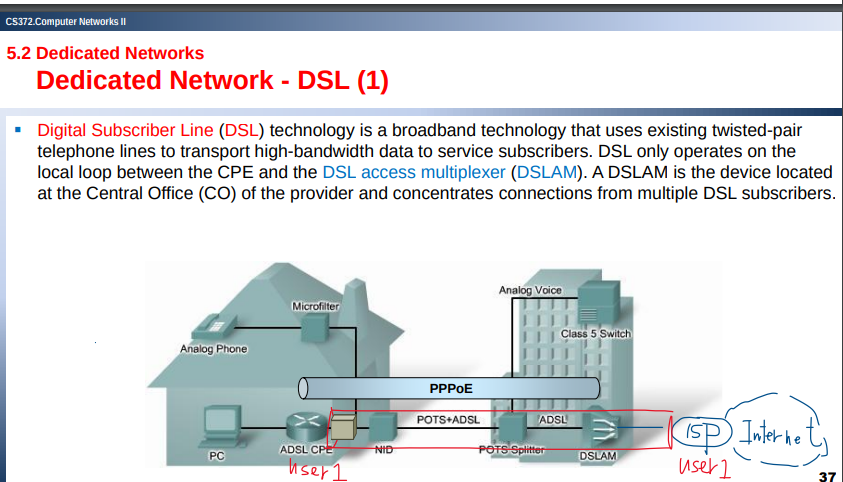 CS372.Computer Networks II
5.2 Dedicated Networks
Dedicated Network - DSL (1)
▪ Digital Subscriber Line (DSL) technology is a broadband technology that uses existing twisted-pair
telephone lines to transport high-bandwidth data to service subscribers. DSL only operates on the
local loop between the CPE and the DSL access multiplexer (DSLAM). A DSLAM is the device located
at the Central Office (CO) of the provider and concentrates connections from multiple DSL subscribers.
Analog Voice
Microfilter
Class 5 Switch
Analog Phone
PPPoE
POTS+ADSL
ADSL
ISP
Internet
PC
ADSL CPE
NID
POTS Splitter
DSLAM
user1
user1
37